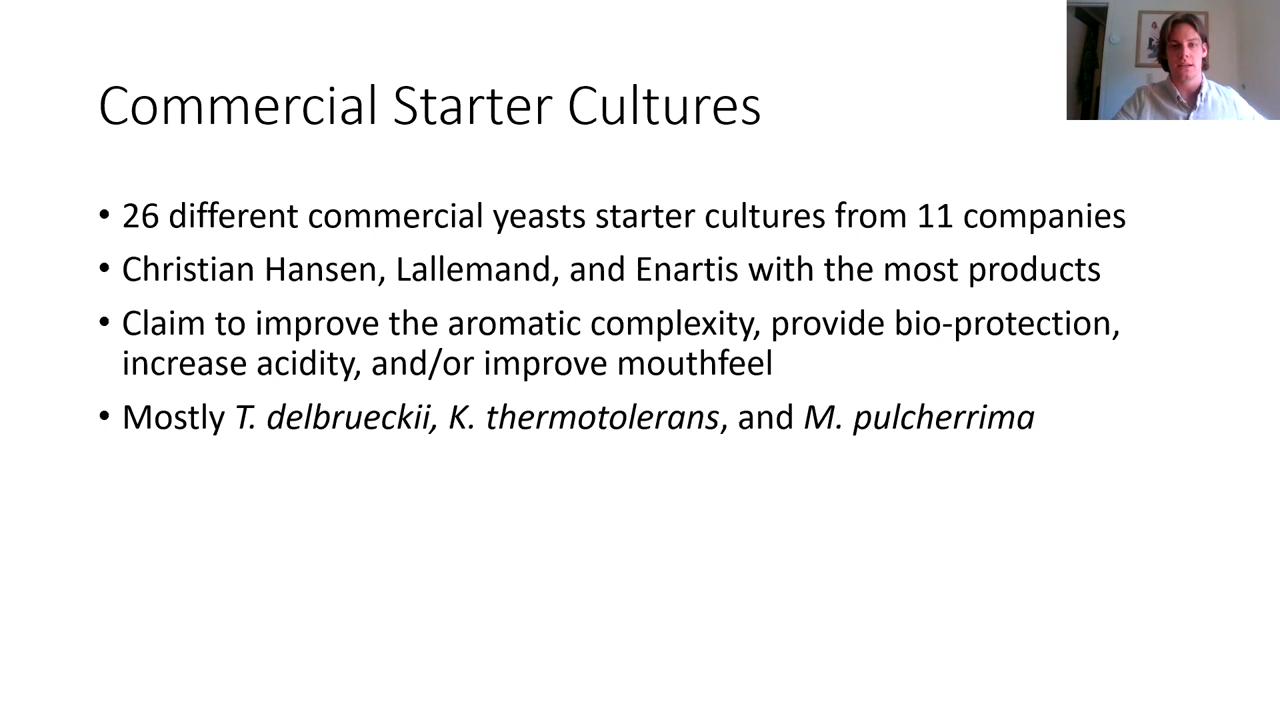 Commercial Starter Cultures
• 26 different commercial yeasts starter cultures from 11 companies
• Christian Hansen, Lallemand, and Enartis with the most products
• Claim to improve the aromatic complexity, provide bio-protection,
increase acidity, and/or improve mouthfeel
• Mostly T. delbrueckii, K. thermotolerans, and M. pulcherrima